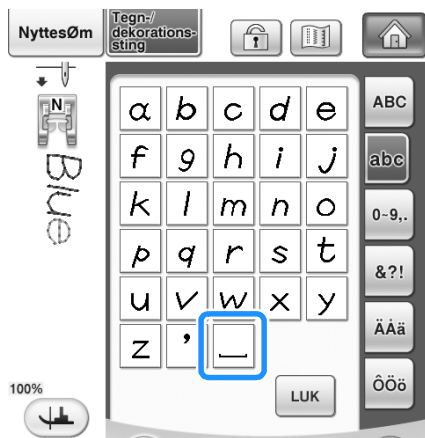 NyttesØm
Tegn-/
dekorations-
sting
N
Blue
100%
a b c d e
f g h i j
k l m n o
p q r s t
u v w x y
z ’
LUK
ABC
abc
0~9,.
&?!
ÄÅä
ÔÖö